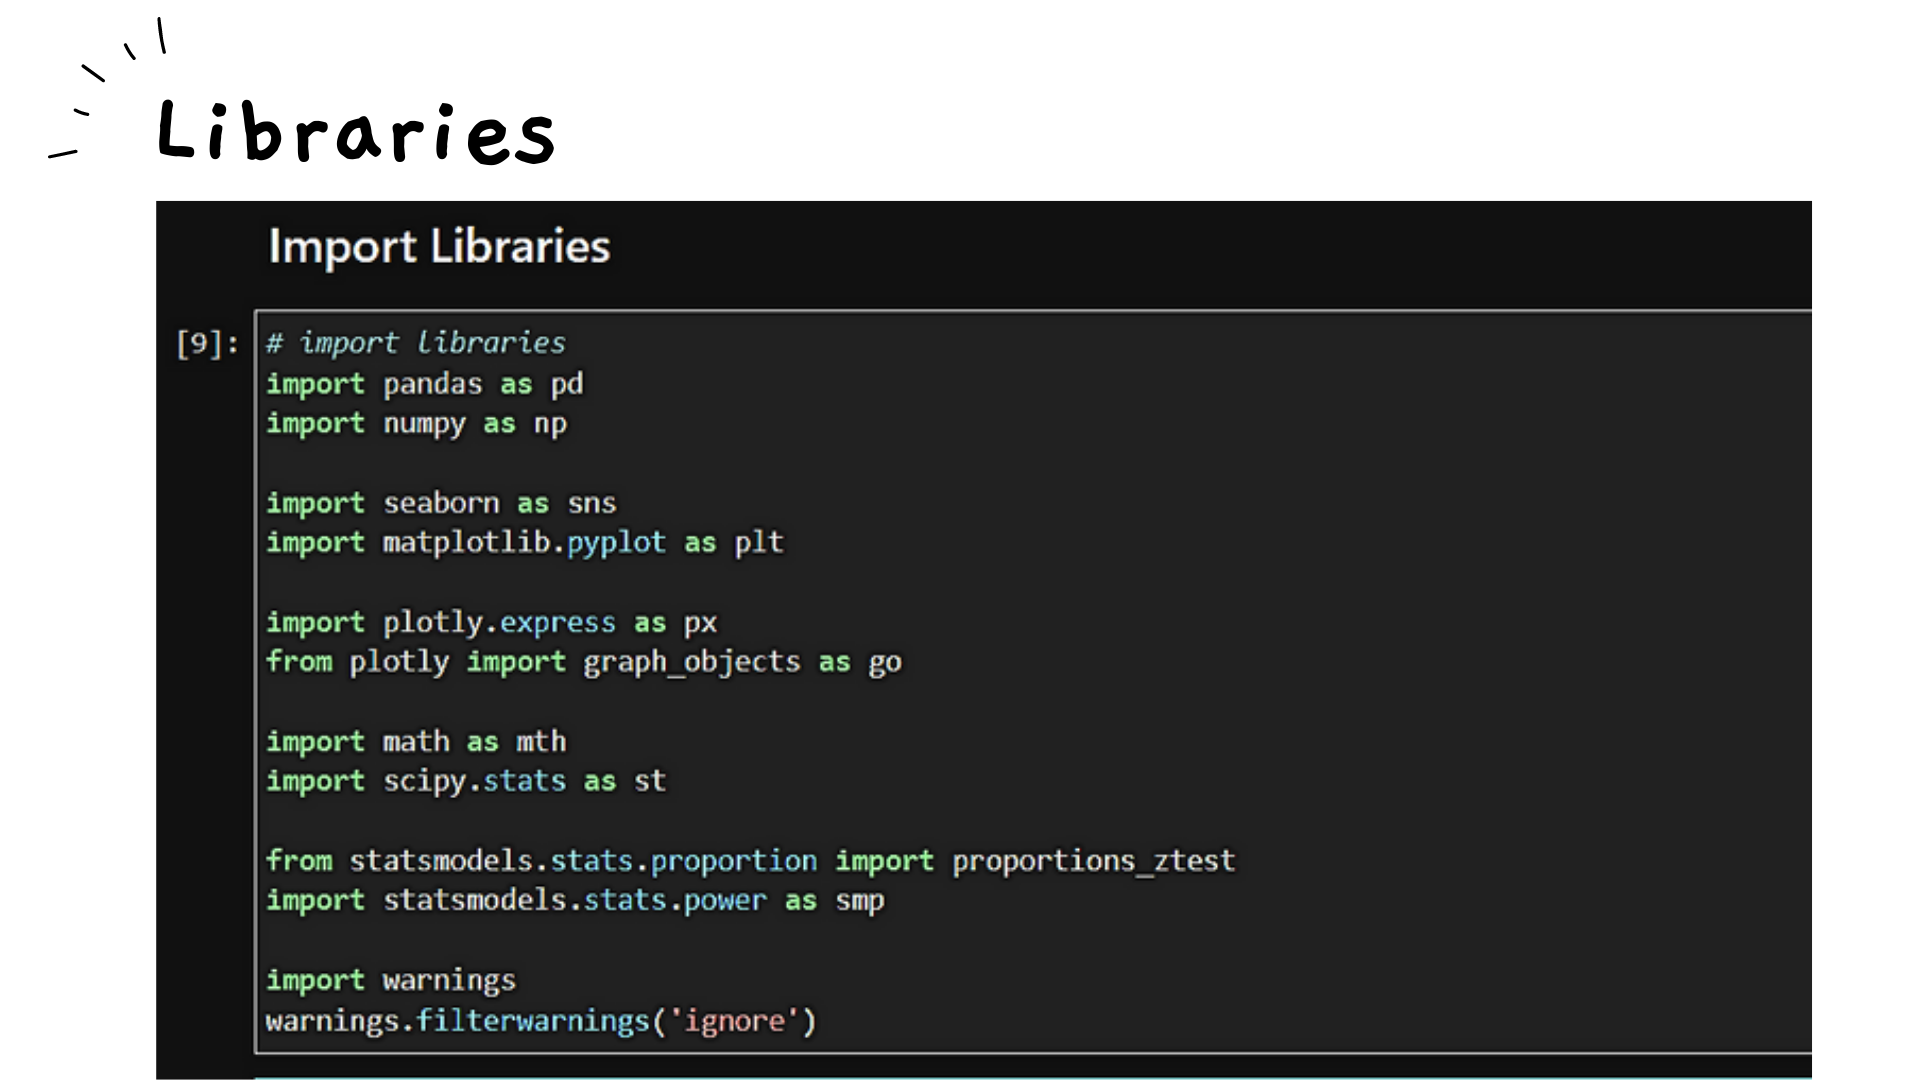 Libraries
Import Libraries
[9]: # import libraries
import pandas as pd
import numpy as np
import seaborn as sns
import matplotlib.pyplot as plt
import plotly.express as px
from plotly import graph_objects as go
import math as mth
import scipy.stats as st
from statsmodels.stats.proportion import proportions_ztest
import statsmodels.stats.power as smp
import warnings
warnings.filterwarnings('ignore')